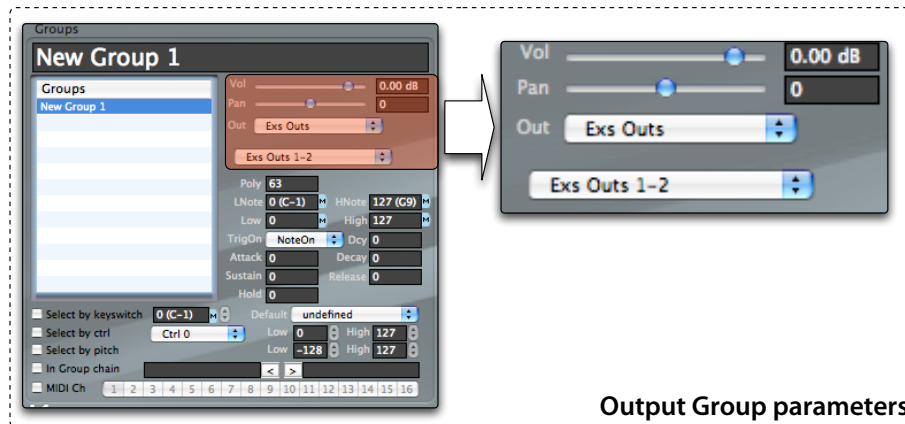 Groups
New Group 1
Groups
New Group 1
Vol 0.00 dB
Pan 0
Out Exs Outs
Exs Outs 1-2
Poly 63
LNote 0 (C-1) M HNote 127 (G9) M
Low 0 M High 127 M
TrigOn NoteOn Dcy 0
Attack 0 Decay 0
Sustain 0 Release 0
Hold 0
Select by keyswitch 0 (C-1) M Default undefined
Select by ctrl Ctrl 0 Low 0 High 127
Select by pitch Low -128 High 127
In Group chain < >
MIDI Ch 1 2 3 4 5 6 7 8 9 10 11 12 13 14 15 16
Vol 0.00 dB
Pan 0
Out Exs Outs
Exs Outs 1-2
Output Group parameters